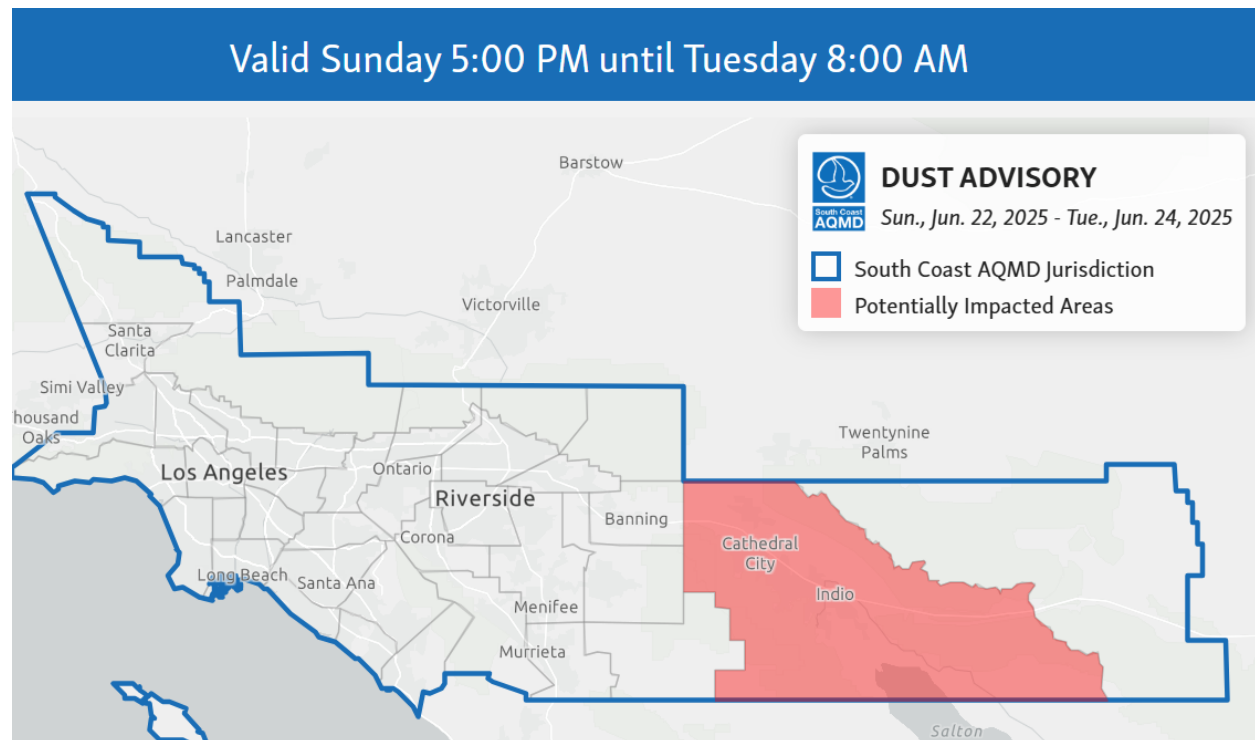 Valid Sunday 5:00 PM until Tuesday 8:00 AM
South Coast
AQMD
DUST ADVISORY
Sun., Jun. 22, 2025 - Tue., Jun. 24, 2025
South Coast AQMD Jurisdiction
Potentially Impacted Areas
Barstow
Lancaster
Palmdale
Victorville
Santa
Clarita
Simi Valley
housand
Oaks
Twentynine
Palms
Los Angeles
Ontario
Riverside
Banning
Corona
Cathedral
City
Long Beach
Santa Ana
Indio
Menifee
Murrieta
Salton